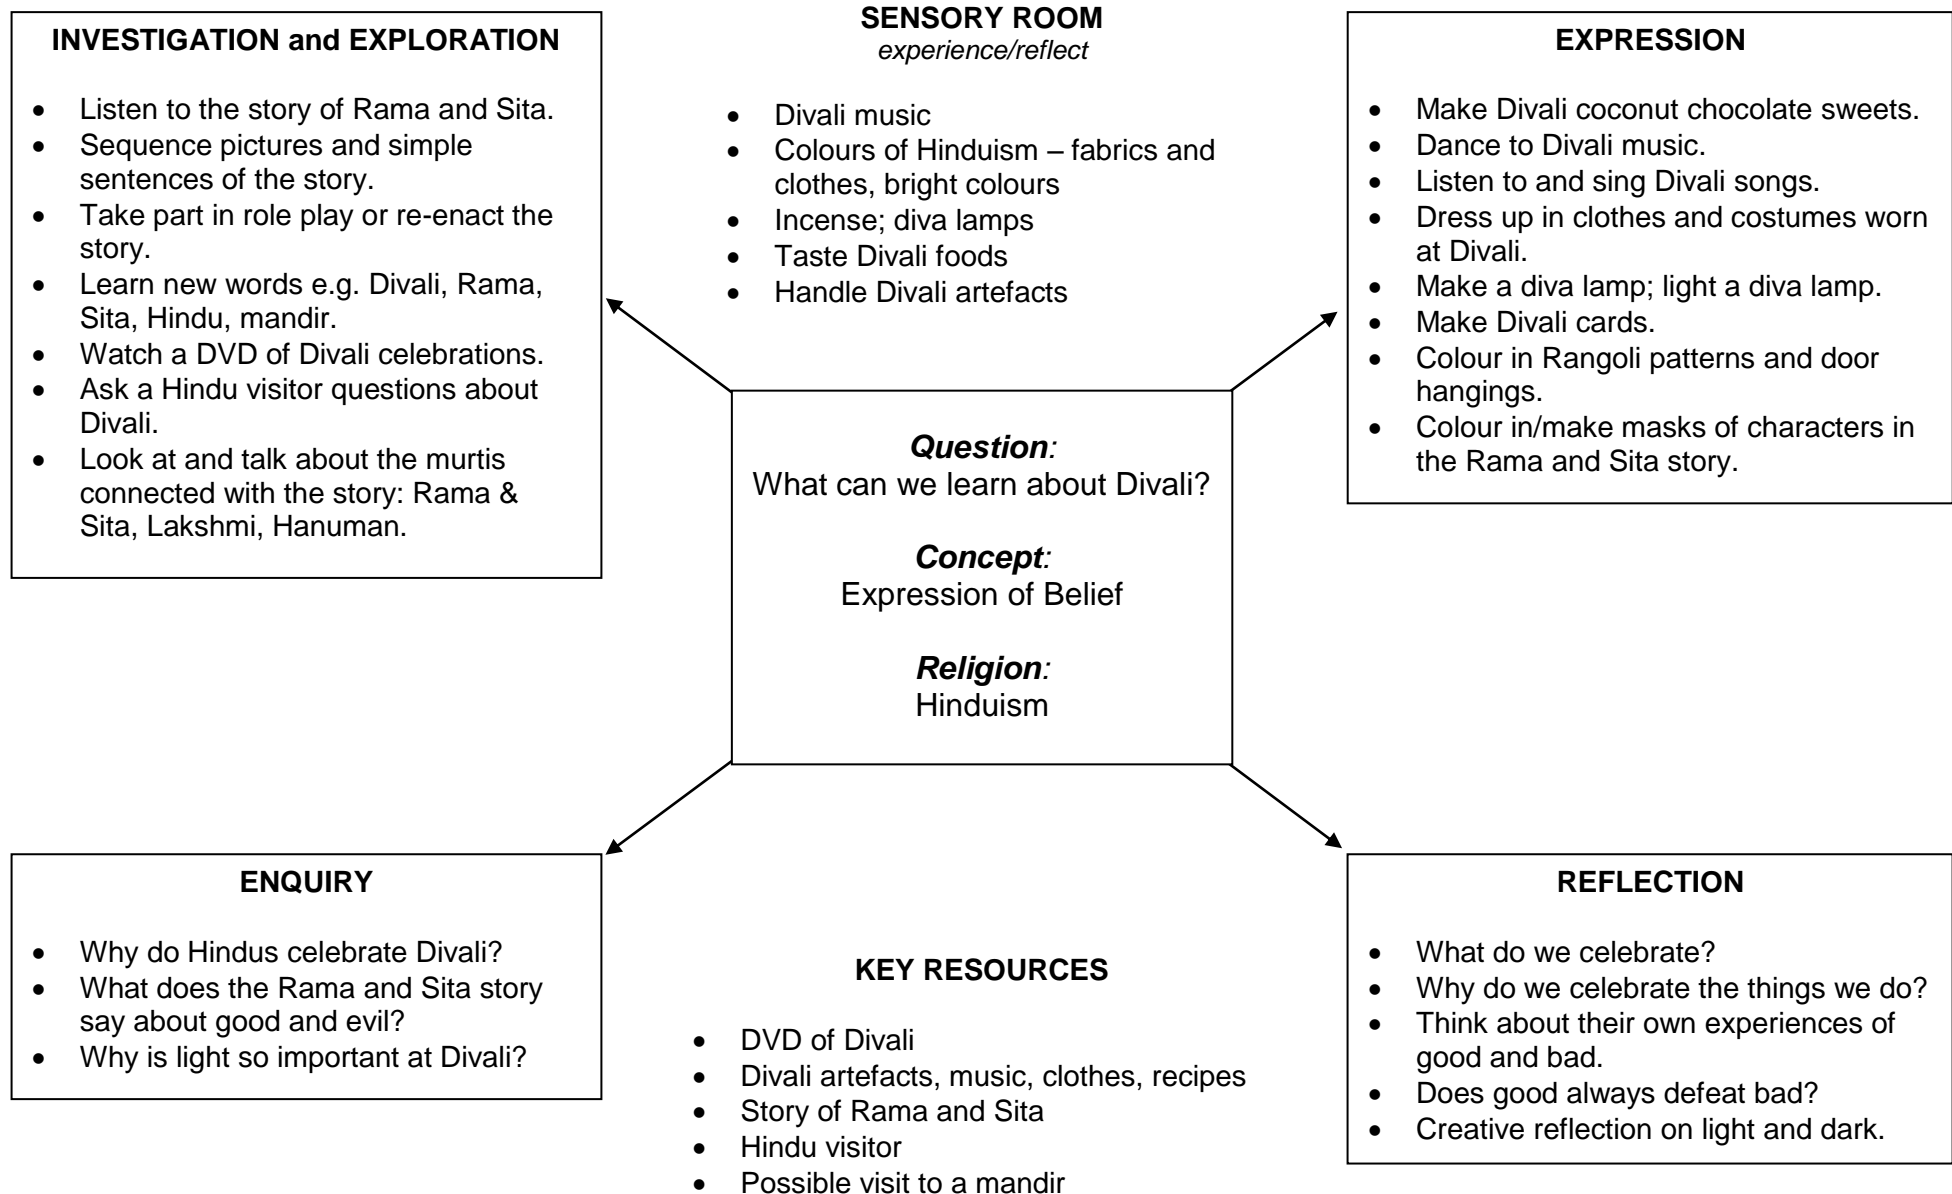 INVESTIGATION and EXPLORATION
• Listen to the story of Rama and Sita.
• Sequence pictures and simple
sentences of the story.
• Take part in role play or re-enact the
story.
• Learn new words e.g. Divali, Rama,
Sita, Hindu, mandir.
• Watch a DVD of Divali celebrations.
• Ask a Hindu visitor questions about
Divali.
• Look at and talk about the murtis
connected with the story: Rama &
Sita, Lakshmi, Hanuman.
SENSORY ROOM
experience/reflect
• Divali music
• Colours of Hinduism – fabrics and
clothes, bright colours
• Incense; diva lamps
• Taste Divali foods
• Handle Divali artefacts
EXPRESSION
• Make Divali coconut chocolate sweets.
• Dance to Divali music.
• Listen to and sing Divali songs.
• Dress up in clothes and costumes worn
at Divali.
• Make a diva lamp; light a diva lamp.
• Make Divali cards.
• Colour in Rangoli patterns and door
hangings.
• Colour in/make masks of characters in
the Rama and Sita story.
Question:
What can we learn about Divali?
Concept:
Expression of Belief
Religion:
Hinduism
ENQUIRY
• Why do Hindus celebrate Divali?
• What does the Rama and Sita story
say about good and evil?
• Why is light so important at Divali?
KEY RESOURCES
• DVD of Divali
• Divali artefacts, music, clothes, recipes
• Story of Rama and Sita
• Hindu visitor
• Possible visit to a mandir
REFLECTION
• What do we celebrate?
• Why do we celebrate the things we do?
• Think about their own experiences of
good and bad.
• Does good always defeat bad?
• Creative reflection on light and dark.